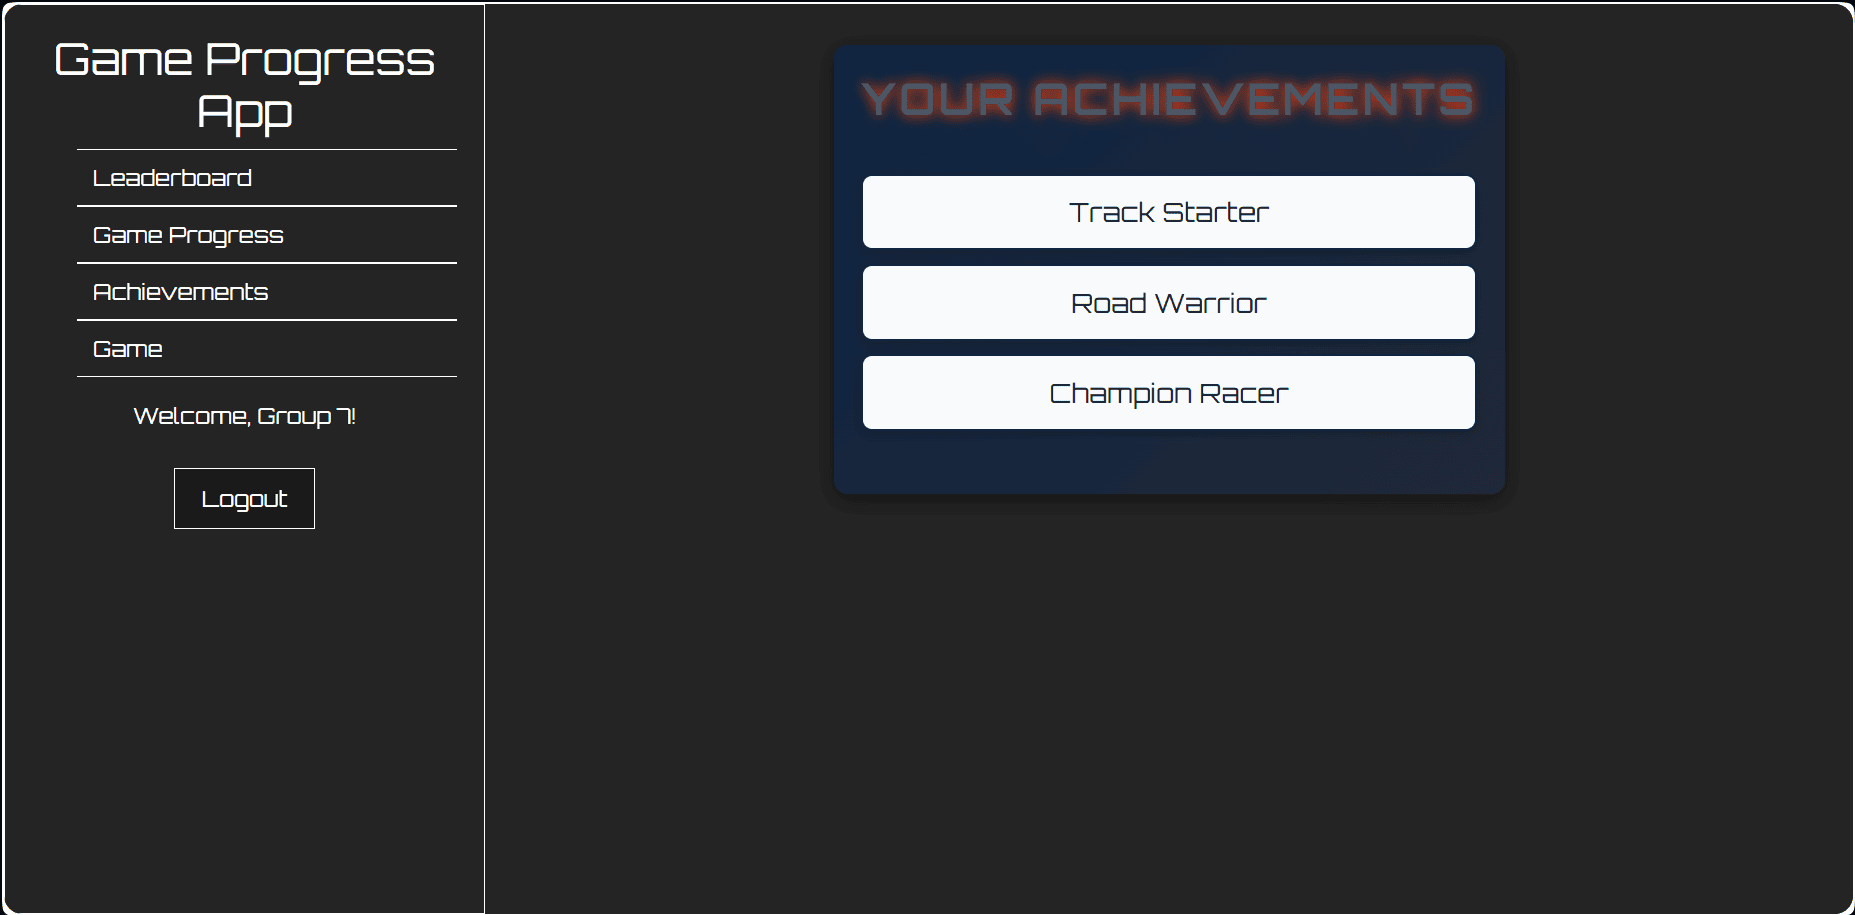 Game Progress
App
Leaderboard
Game Progress
Achievements
Game
Welcome, Group 7!
Logout
YOUR ACHIEVEMENTS
Track Starter
Road Warrior
Champion Racer